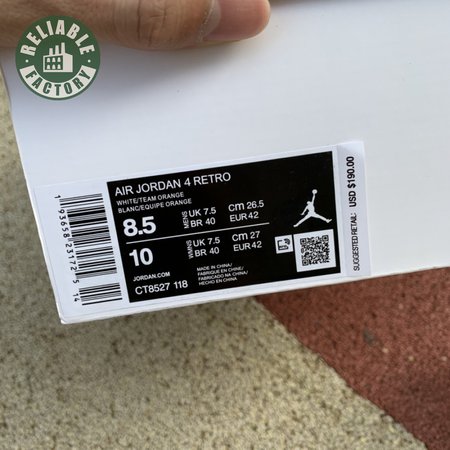 RELIABLE
FACTORY
AIR JORDAN 4 RETRO
WHITE/TEAM ORANGE
BLANC/EQUIPE ORANGE
8.5 MENS UK 7.5 cm 26.5
BR 40 EUR 42
10 WMNS UK 7.5 cm 27
BR 40 EUR 42
JORDAN.COM
CT8527 118
MADE IN CHINA/
FABRIQUE EN CHINE/
FABRICADO NA CHINA/
HECHO EN CHINA
SUGGESTED RETAIL: USD $190.00